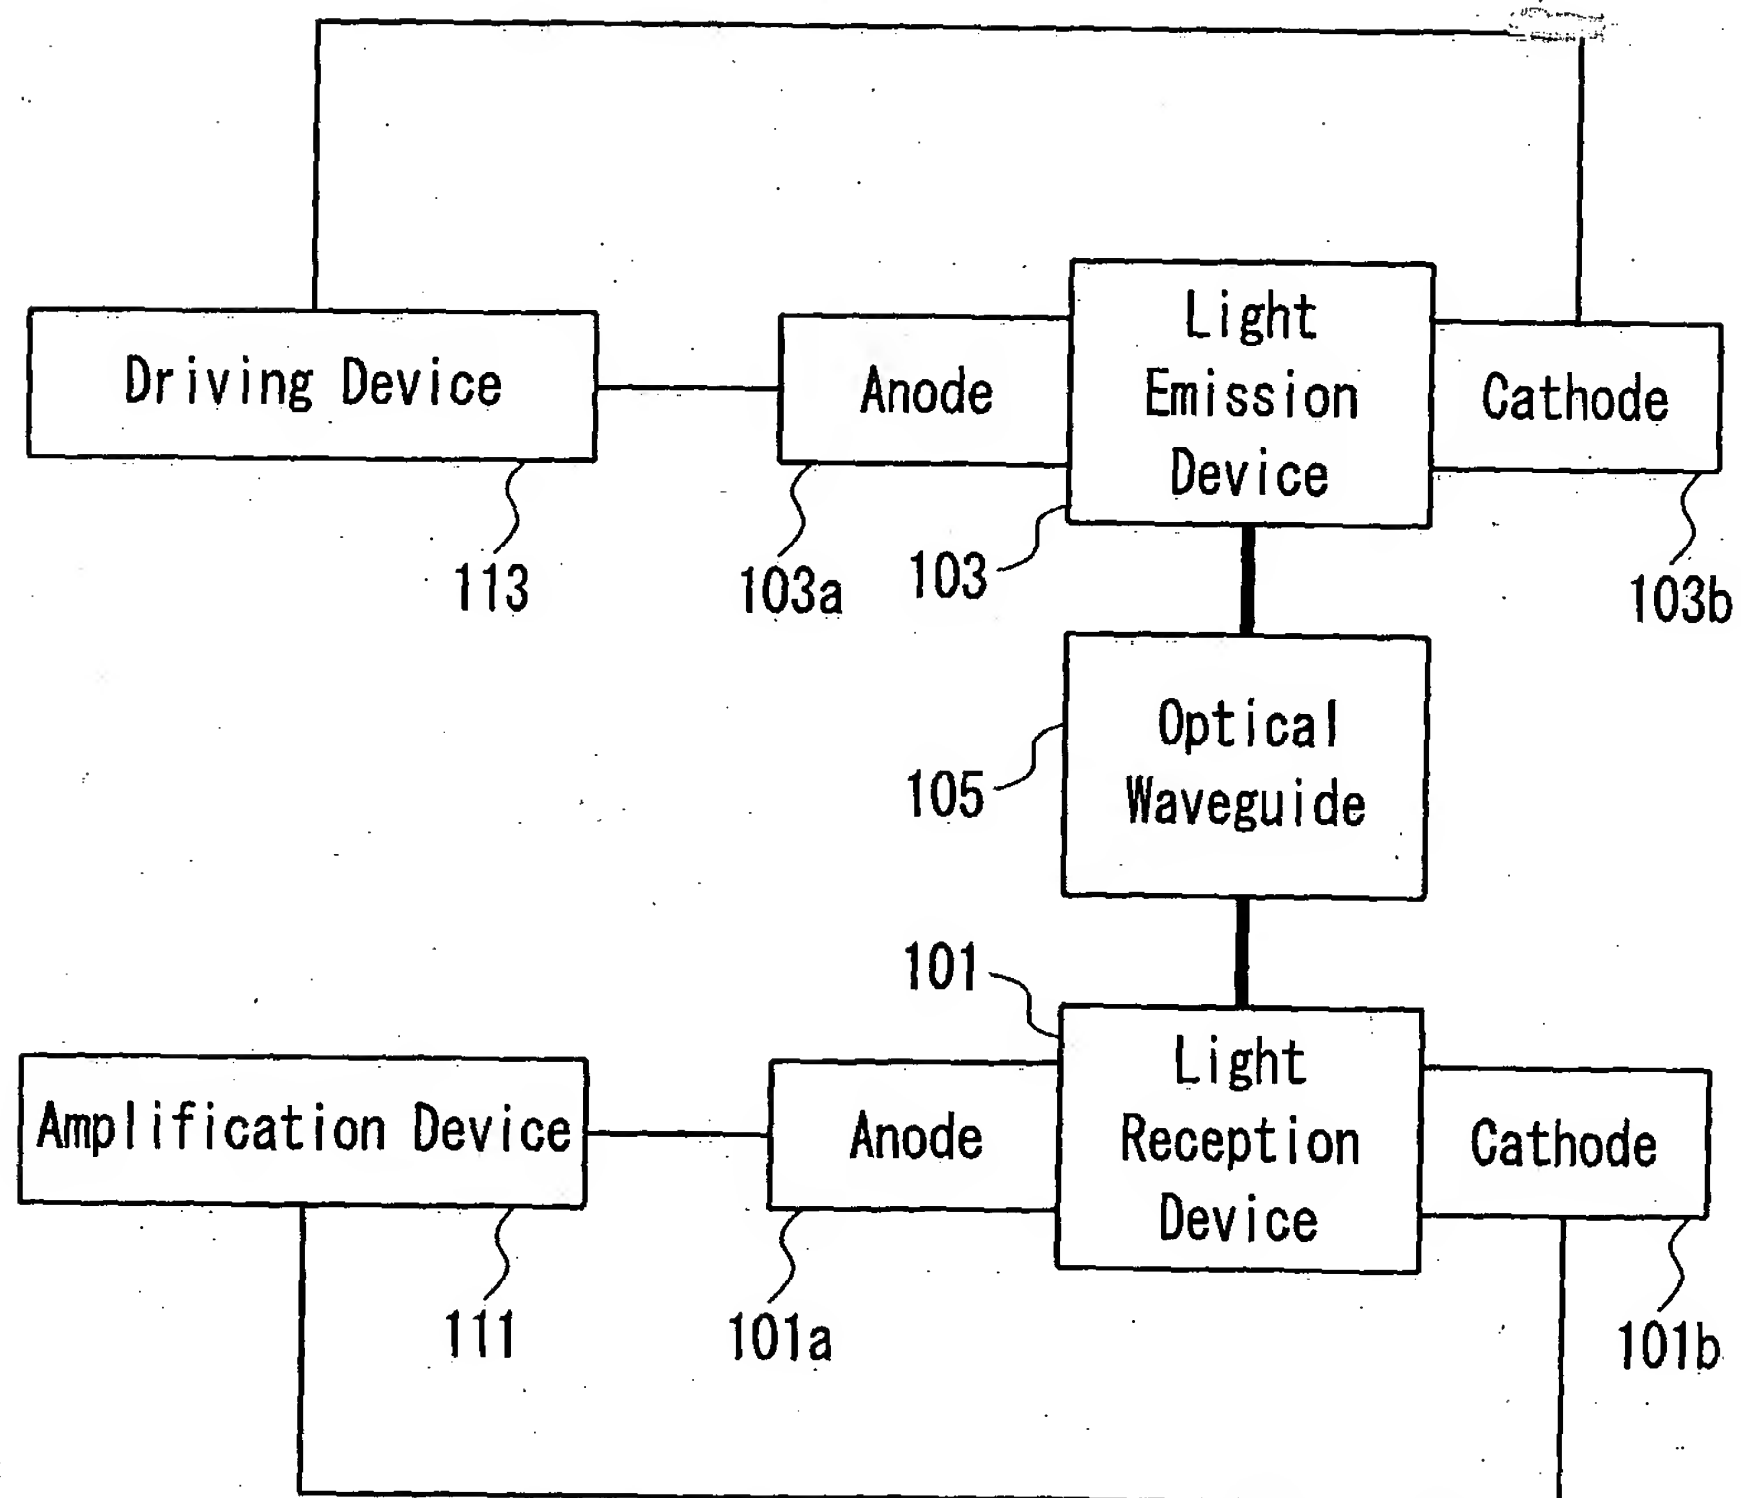 Light
Driving Device
Anode
Emission
Cathode
Device
113
103a
103
103b
Optical
105
Waveguide
101
Light
Amplification Device
Anode
Reception
Cathode
Device
111
101a
101b